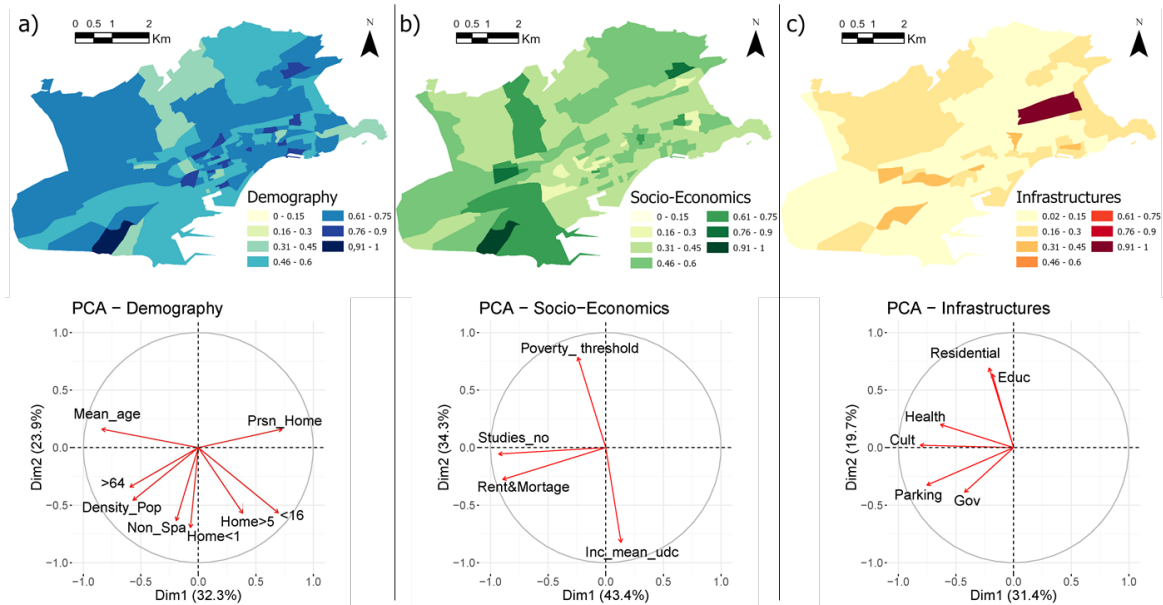 a)
0 0.5 1 2
Km
N
Demography
0 - 0.15
0.16 - 0.3
0.31 - 0.45
0.46 - 0.6
0.61 - 0.75
0.76 - 0.9
0.91 - 1
b)
0 0.5 1 2
Km
N
Socio-Economics
0 - 0.15
0.16 - 0.3
0.31 - 0.45
0.46 - 0.6
0.61 - 0.75
0.76 - 0.9
0.91 - 1
c)
0 0.5 1 2
Km
N
Infrastructures
0.02 - 0.15
0.16 - 0.3
0.31 - 0.45
0.46 - 0.6
0.61 - 0.75
0.76 - 0.9
0.91 - 1
PCA - Demography
1.0
0.5
0.0
-0.5
-1.0
Dim2 (23.9%)
Mean_age
Prsn_Home
>64
Density_Pop
Non_Spa
Home<1
Home>5
<16
-1.0 -0.5 0.0 0.5 1.0
Dim1 (32.3%)
PCA - Socio-Economics
1.0
0.5
0.0
-0.5
-1.0
Dim2 (34.3%)
Poverty_ threshold
Studies_no
Rent&Mortage
Inc_mean_udc
-1.0 -0.5 0.0 0.5 1.0
Dim1 (43.4%)
PCA - Infrastructures
1.0
0.5
0.0
-0.5
-1.0
Dim2 (19.7%)
Residential
Educ
Health
Cult
Parking
Gov
-1.0 -0.5 0.0 0.5 1.0
Dim1 (31.4%)